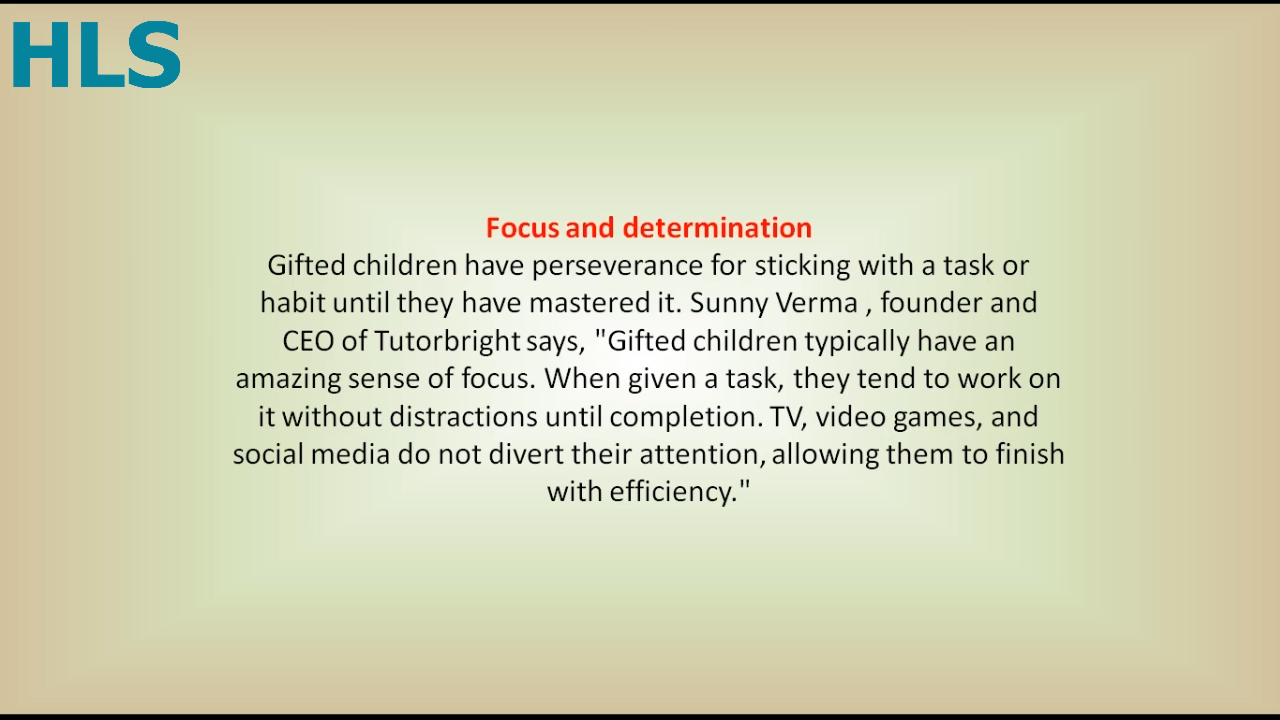 HLS
Focus and determination
Gifted children have perseverance for sticking with a task or
habit until they have mastered it. Sunny Verma , founder and
CEO of Tutorbright says, "Gifted children typically have an
amazing sense of focus. When given a task, they tend to work on
it without distractions until completion. TV, video games, and
social media do not divert their attention, allowing them to finish
with efficiency."